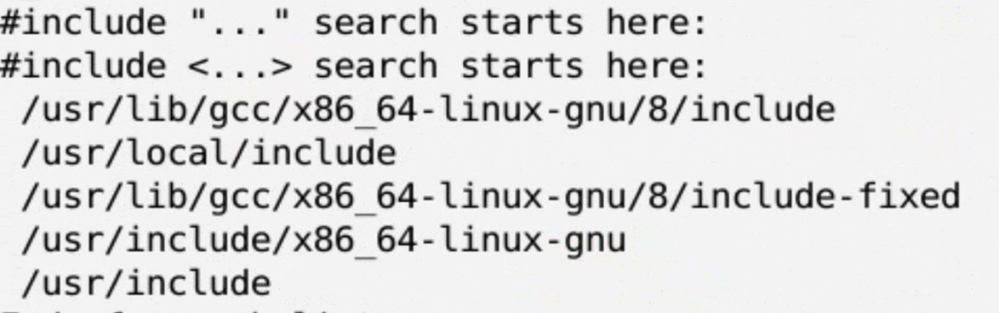 #include "..." search starts here:
#include <...> search starts here:
 /usr/lib/gcc/x86_64-linux-gnu/8/include
 /usr/local/include
 /usr/lib/gcc/x86_64-linux-gnu/8/include-fixed
 /usr/include/x86_64-linux-gnu
 /usr/include